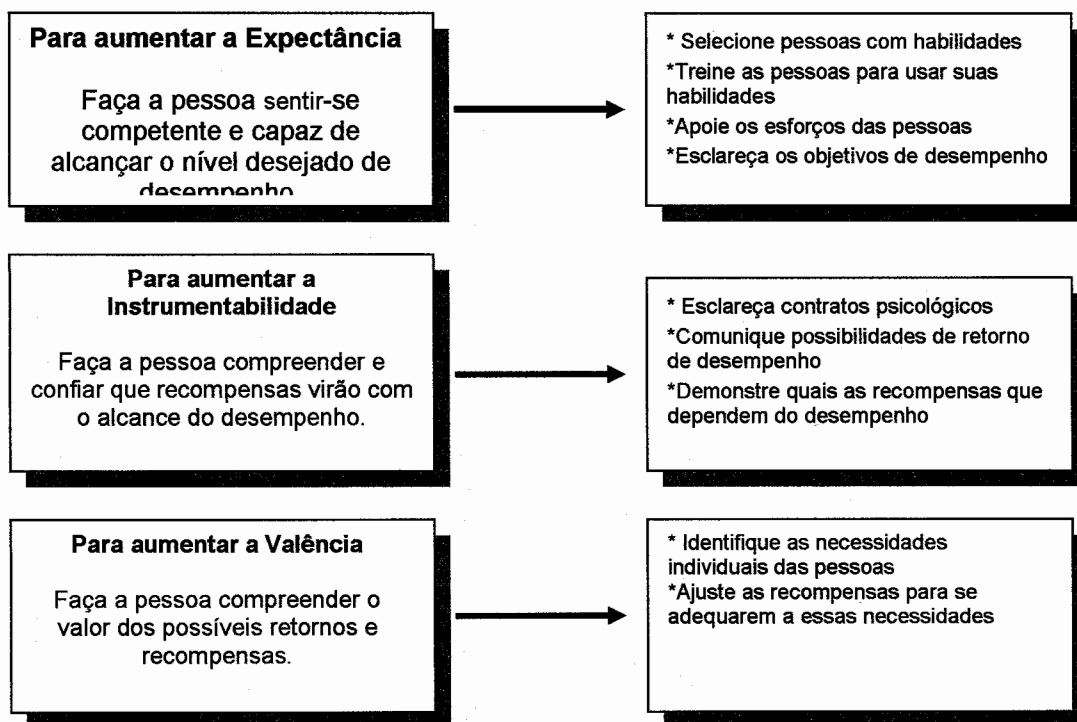 Para aumentar a Expectância
Faça a pessoa sentir-se
competente e capaz de
alcançar o nível desejado de
desempenho
* Selecione pessoas com habilidades
*Treine as pessoas para usar suas
habilidades
*Apoie os esforços das pessoas
*Esclareça os objetivos de desempenho
Para aumentar a
Instrumentabilidade
Faça a pessoa compreender e
confiar que recompensas virão com
o alcance do desempenho.
* Esclareça contratos psicológicos
*Comunique possibilidades de retorno
de desempenho
*Demonstre quais as recompensas que
dependem do desempenho
Para aumentar a Valência
Faça a pessoa compreender o
valor dos possíveis retornos e
recompensas.
* Identifique as necessidades
individuais das pessoas
*Ajuste as recompensas para se
adequarem a essas necessidades